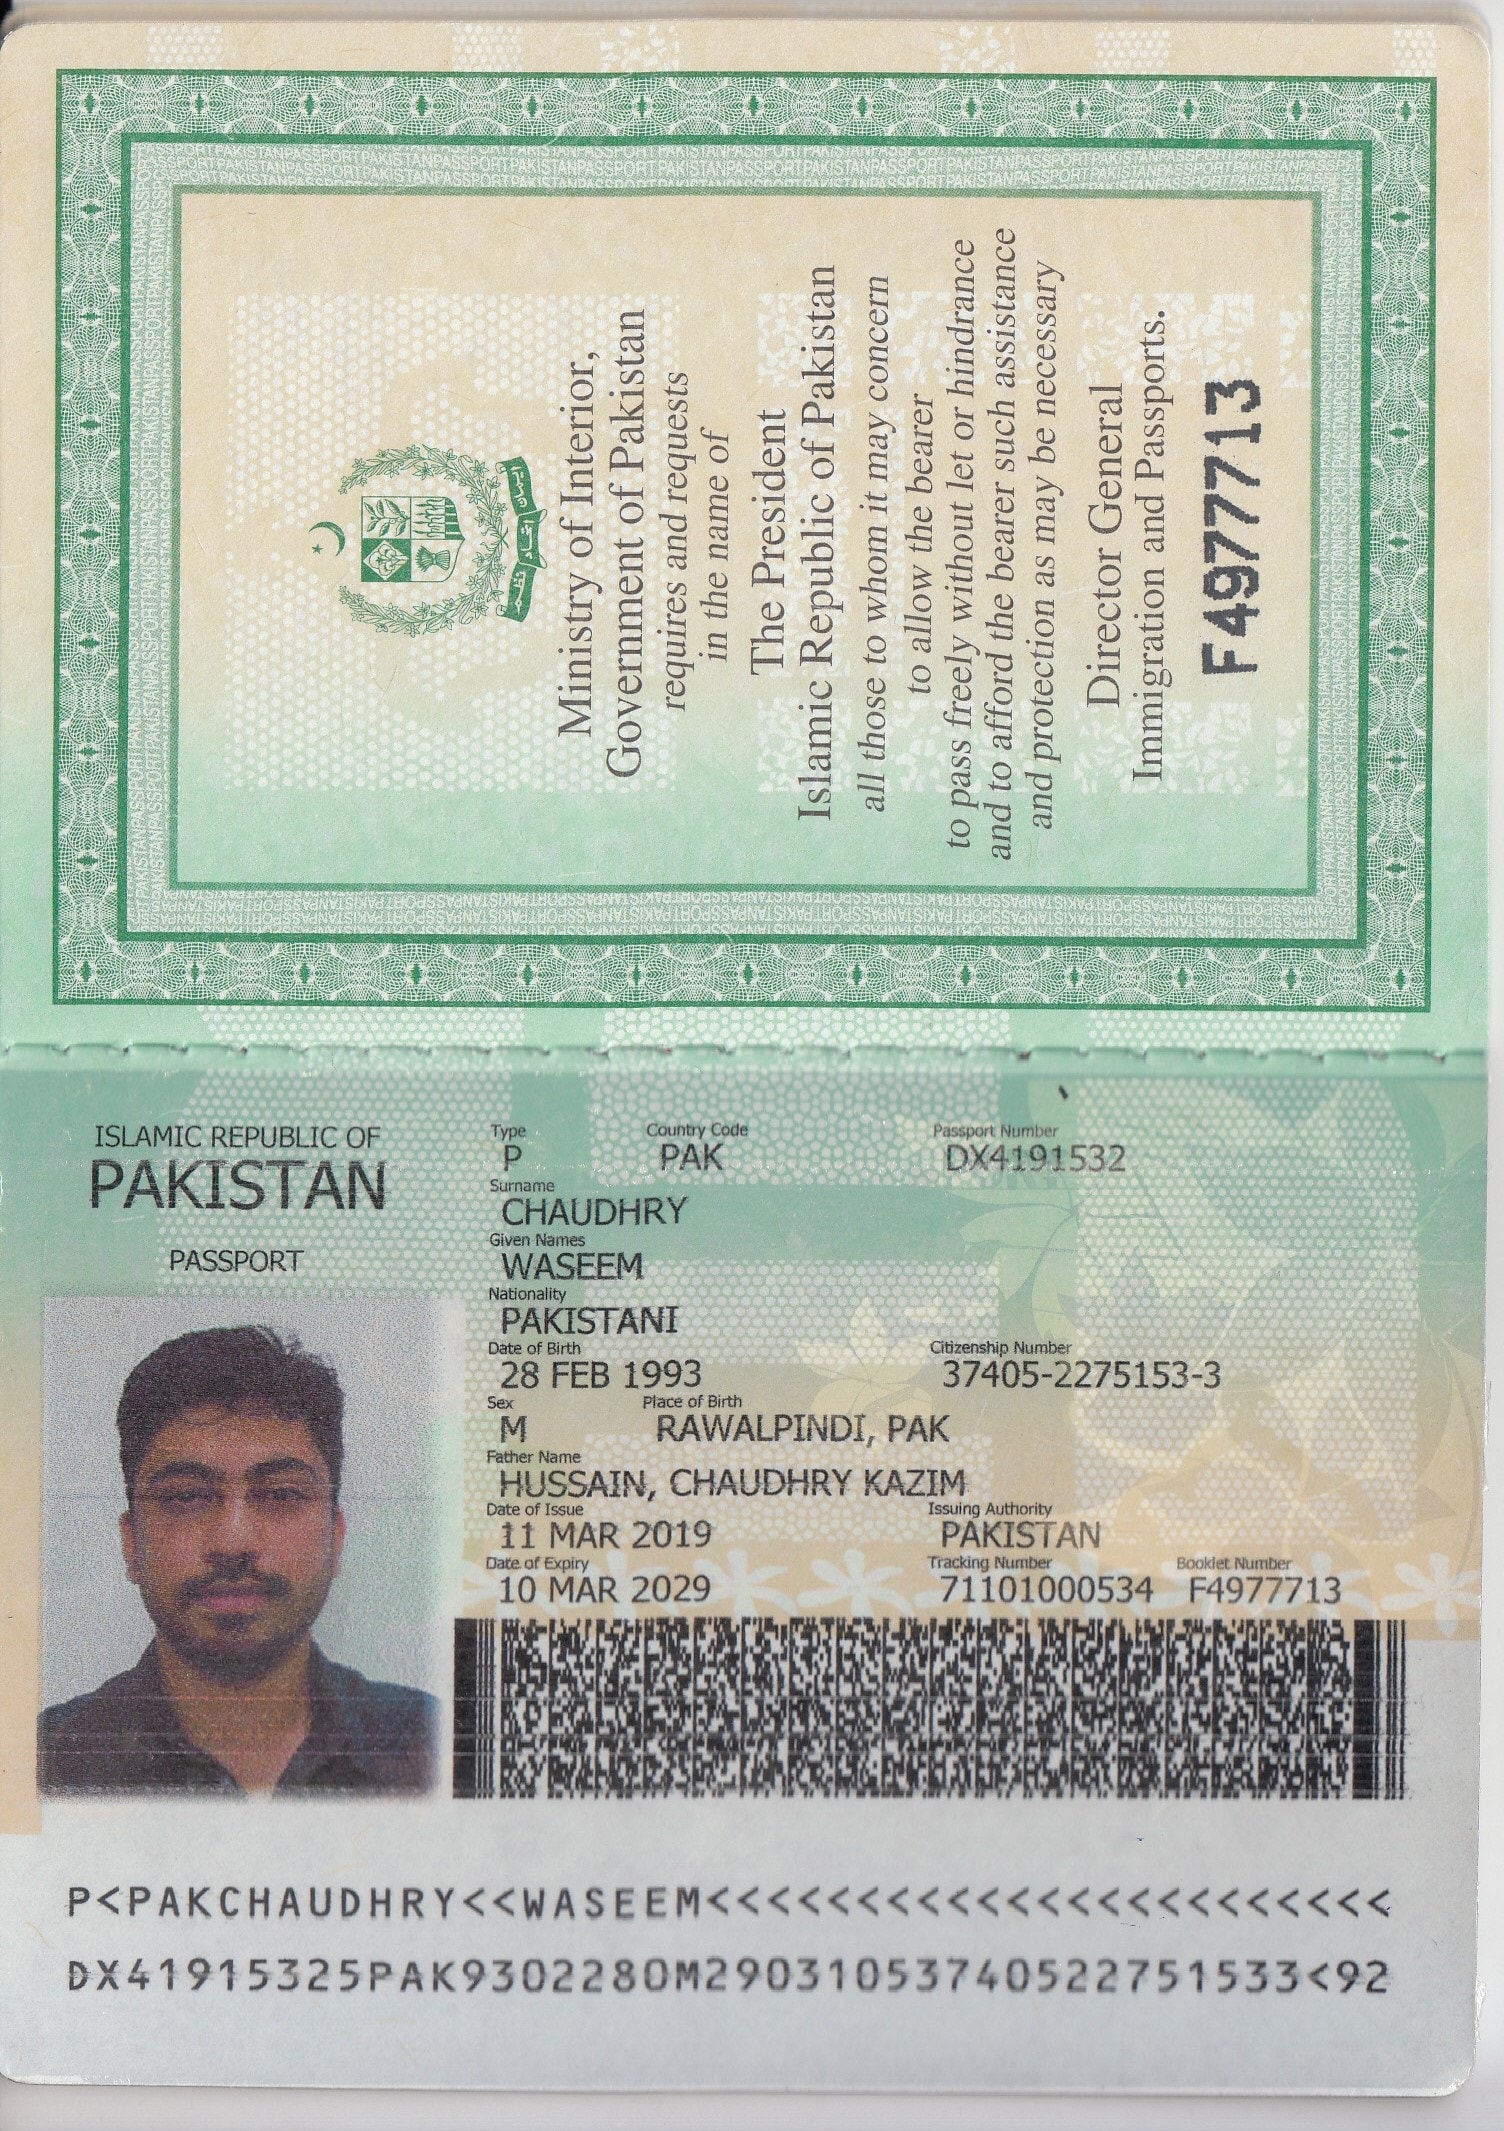 Ministry of Interior,
Government of Pakistan
requires and requests
in the name of
The President
Islamic Republic of Pakistan
all those to whom it may concern
to allow the bearer
to pass freely without let or hindrance
and to afford the bearer such assistance
and protection as may be necessary
Director General
Immigration and Passports.
F4977713
ISLAMIC REPUBLIC OF
PAKISTAN
PASSPORT
Type Country Code Passport Number
P PAK DX4191532
Surname
CHAUDHRY
Given Names
WASEEM
Nationality
PAKISTANI
Date of Birth Citizenship Number
28 FEB 1993 37405-2275153-3
Sex Place of Birth
M RAWALPINDI, PAK
Father Name
HUSSAIN, CHAUDHRY KAZIM
Date of Issue Issuing Authority
11 MAR 2019 PAKISTAN
Date of Expiry Tracking Number Booklet Number
10 MAR 2029 71101000534 F4977713
P<PAKCHAUDHRY<<WASEEM<<<<<<<<<<<<<<<<<<<<<<<
DX41915325PAK9302280M29031053740522751533<92